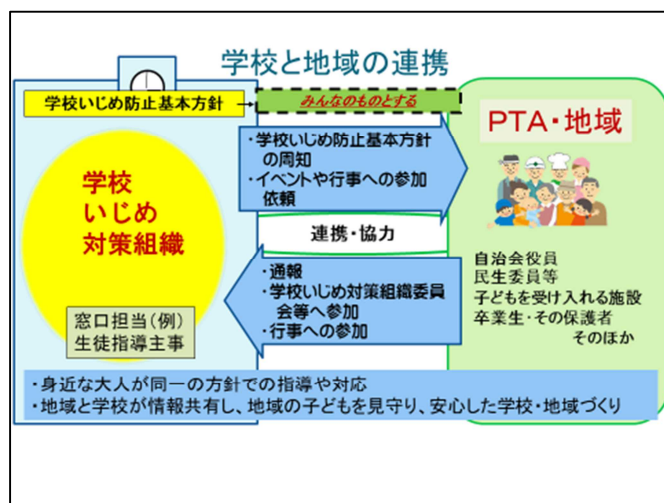 学校と地域の連携
学校いじめ防止基本方針
みんなのものとする
PTA・地域
・学校いじめ防止基本方針
の周知
・イベントや行事への参加
依頼
学校
いじめ
対策組織
連携・協力
・通報
・学校いじめ対策組織委員
会等へ参加
・行事への参加
自治会役員
民生委員等
子どもを受け入れる施設
卒業生・その保護者
そのほか
窓口担当（例）
生徒指導主事
・身近な大人が同一の方針での指導や対応
・地域と学校が情報共有し、地域の子どもを見守り、安心した学校・地域づくり